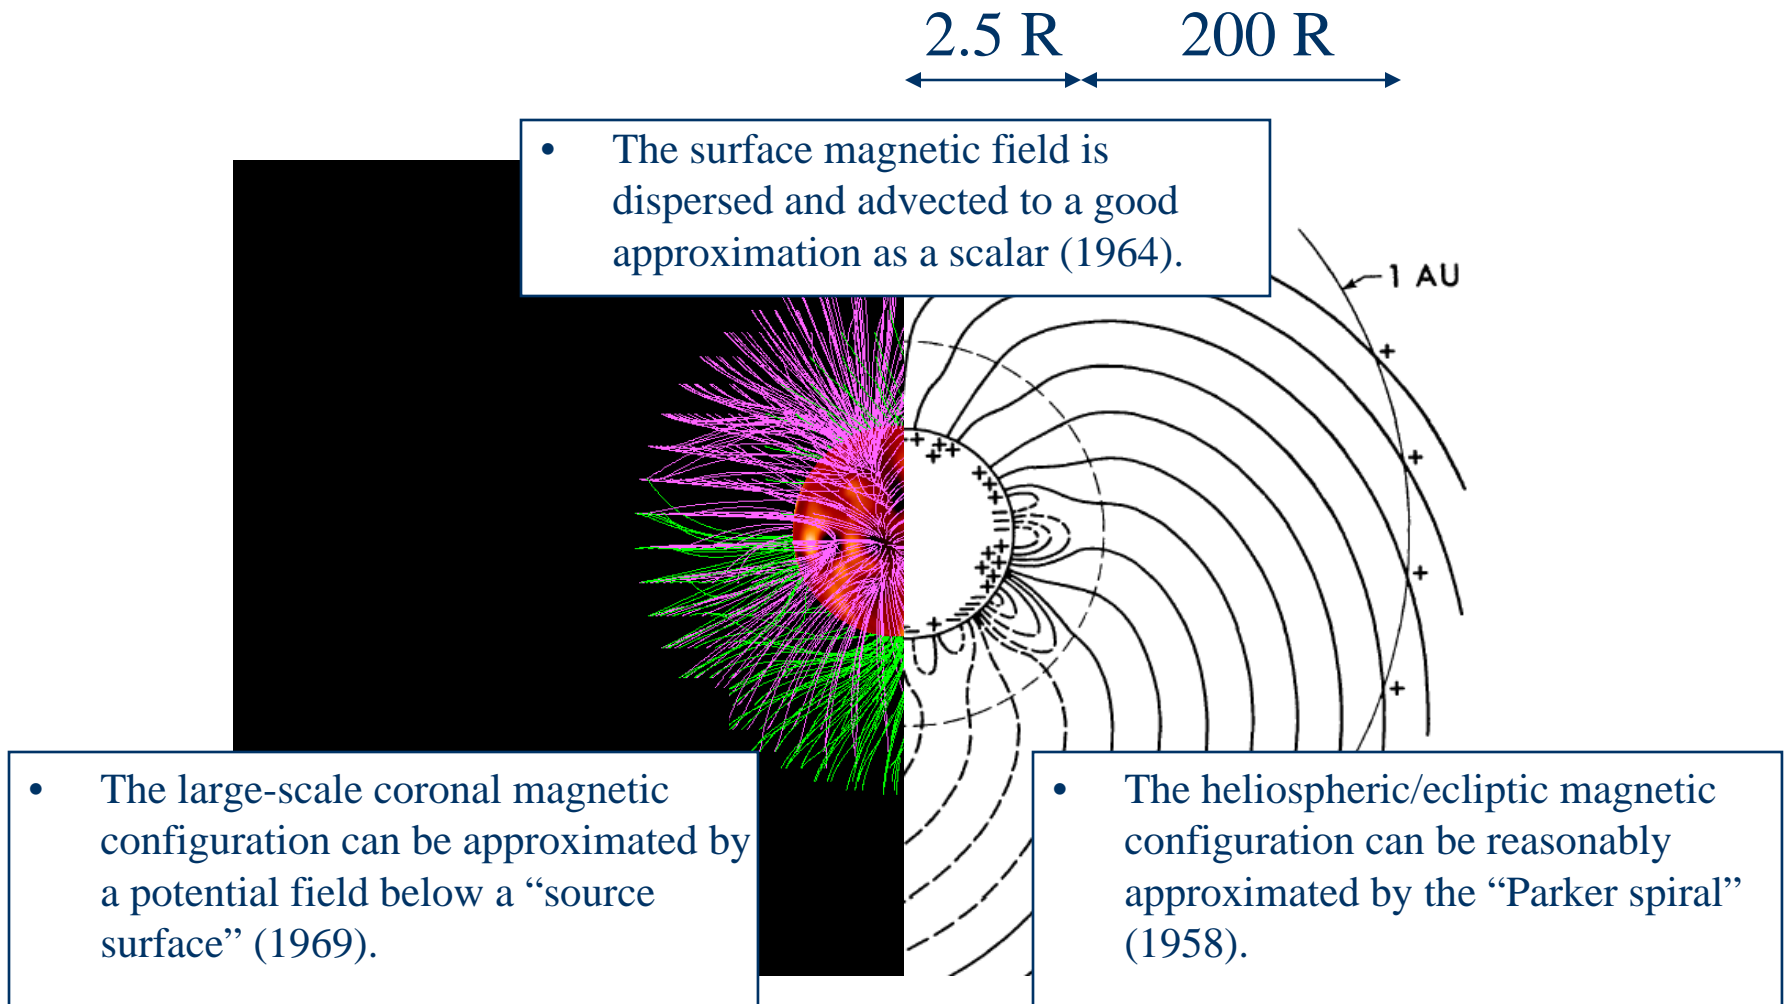 2.5 R 200 R
• The surface magnetic field is
dispersed and advected to a good
approximation as a scalar (1964).
1 AU
• The large-scale coronal magnetic
configuration can be approximated by
a potential field below a “source
surface” (1969).
• The heliospheric/ecliptic magnetic
configuration can be reasonably
approximated by the “Parker spiral”
(1958).